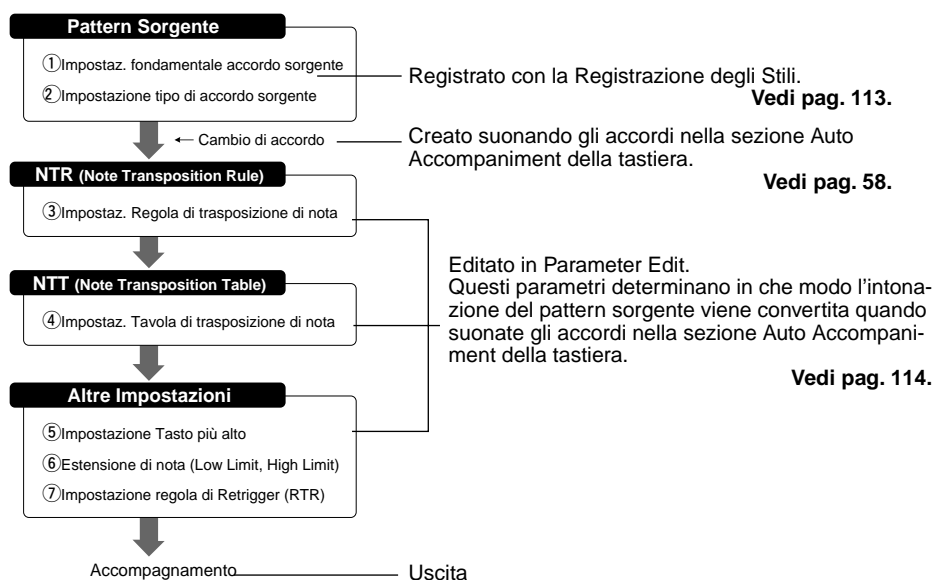 Pattern Sorgente
①Impostaz. fondamentale accordo sorgente
②Impostazione tipo di accordo sorgente
Registrato con la Registrazione degli Stili.
Vedi pag. 113.
← Cambio di accordo
Creato suonando gli accordi nella sezione Auto
Accompaniment della tastiera.
Vedi pag. 58.
NTR (Note Transposition Rule)
③Impostaz. Regola di trasposizione di nota
NTT (Note Transposition Table)
④Impostaz. Tavola di trasposizione di nota
Editato in Parameter Edit.
Questi parametri determinano in che modo l'intona-
zione del pattern sorgente viene convertita quando
suonate gli accordi nella sezione Auto Accompani-
ment della tastiera.
Vedi pag. 114.
Altre Impostazioni
⑤Impostazione Tasto più alto
⑥Estensione di nota (Low Limit, High Limit)
⑦Impostazione regola di Retrigger (RTR)
Accompagnamento
Uscita